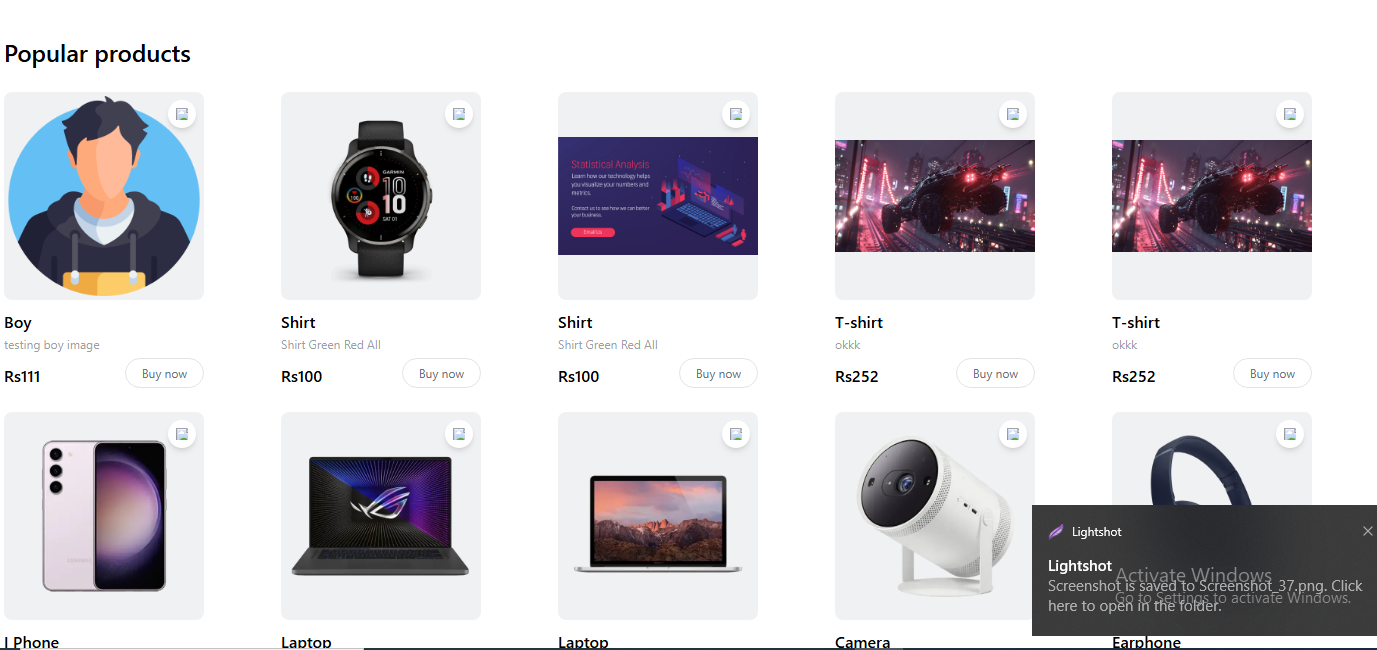 Popular products
GARMIN
10
10
SAT 01
Statistical Analysis
Learn how our technology helps
you visualize your numbers and
metrics.
Contact us to see how we can better
your business.
Email Us
Boy
testing boy image
Rs111
Buy now
Shirt
Shirt Green Red All
Rs100
Buy now
Shirt
Shirt Green Red All
Rs100
Buy now
T-shirt
okkk
Rs252
Buy now
T-shirt
okkk
Rs252
Buy now
I Phone
Laptop
Laptop
Camera
Earphone
Lightshot
Lightshot
Screenshot is saved to Screenshot_37.png. Click
here to open in the folder.
Activate Windows
Go to Settings to activate Windows.